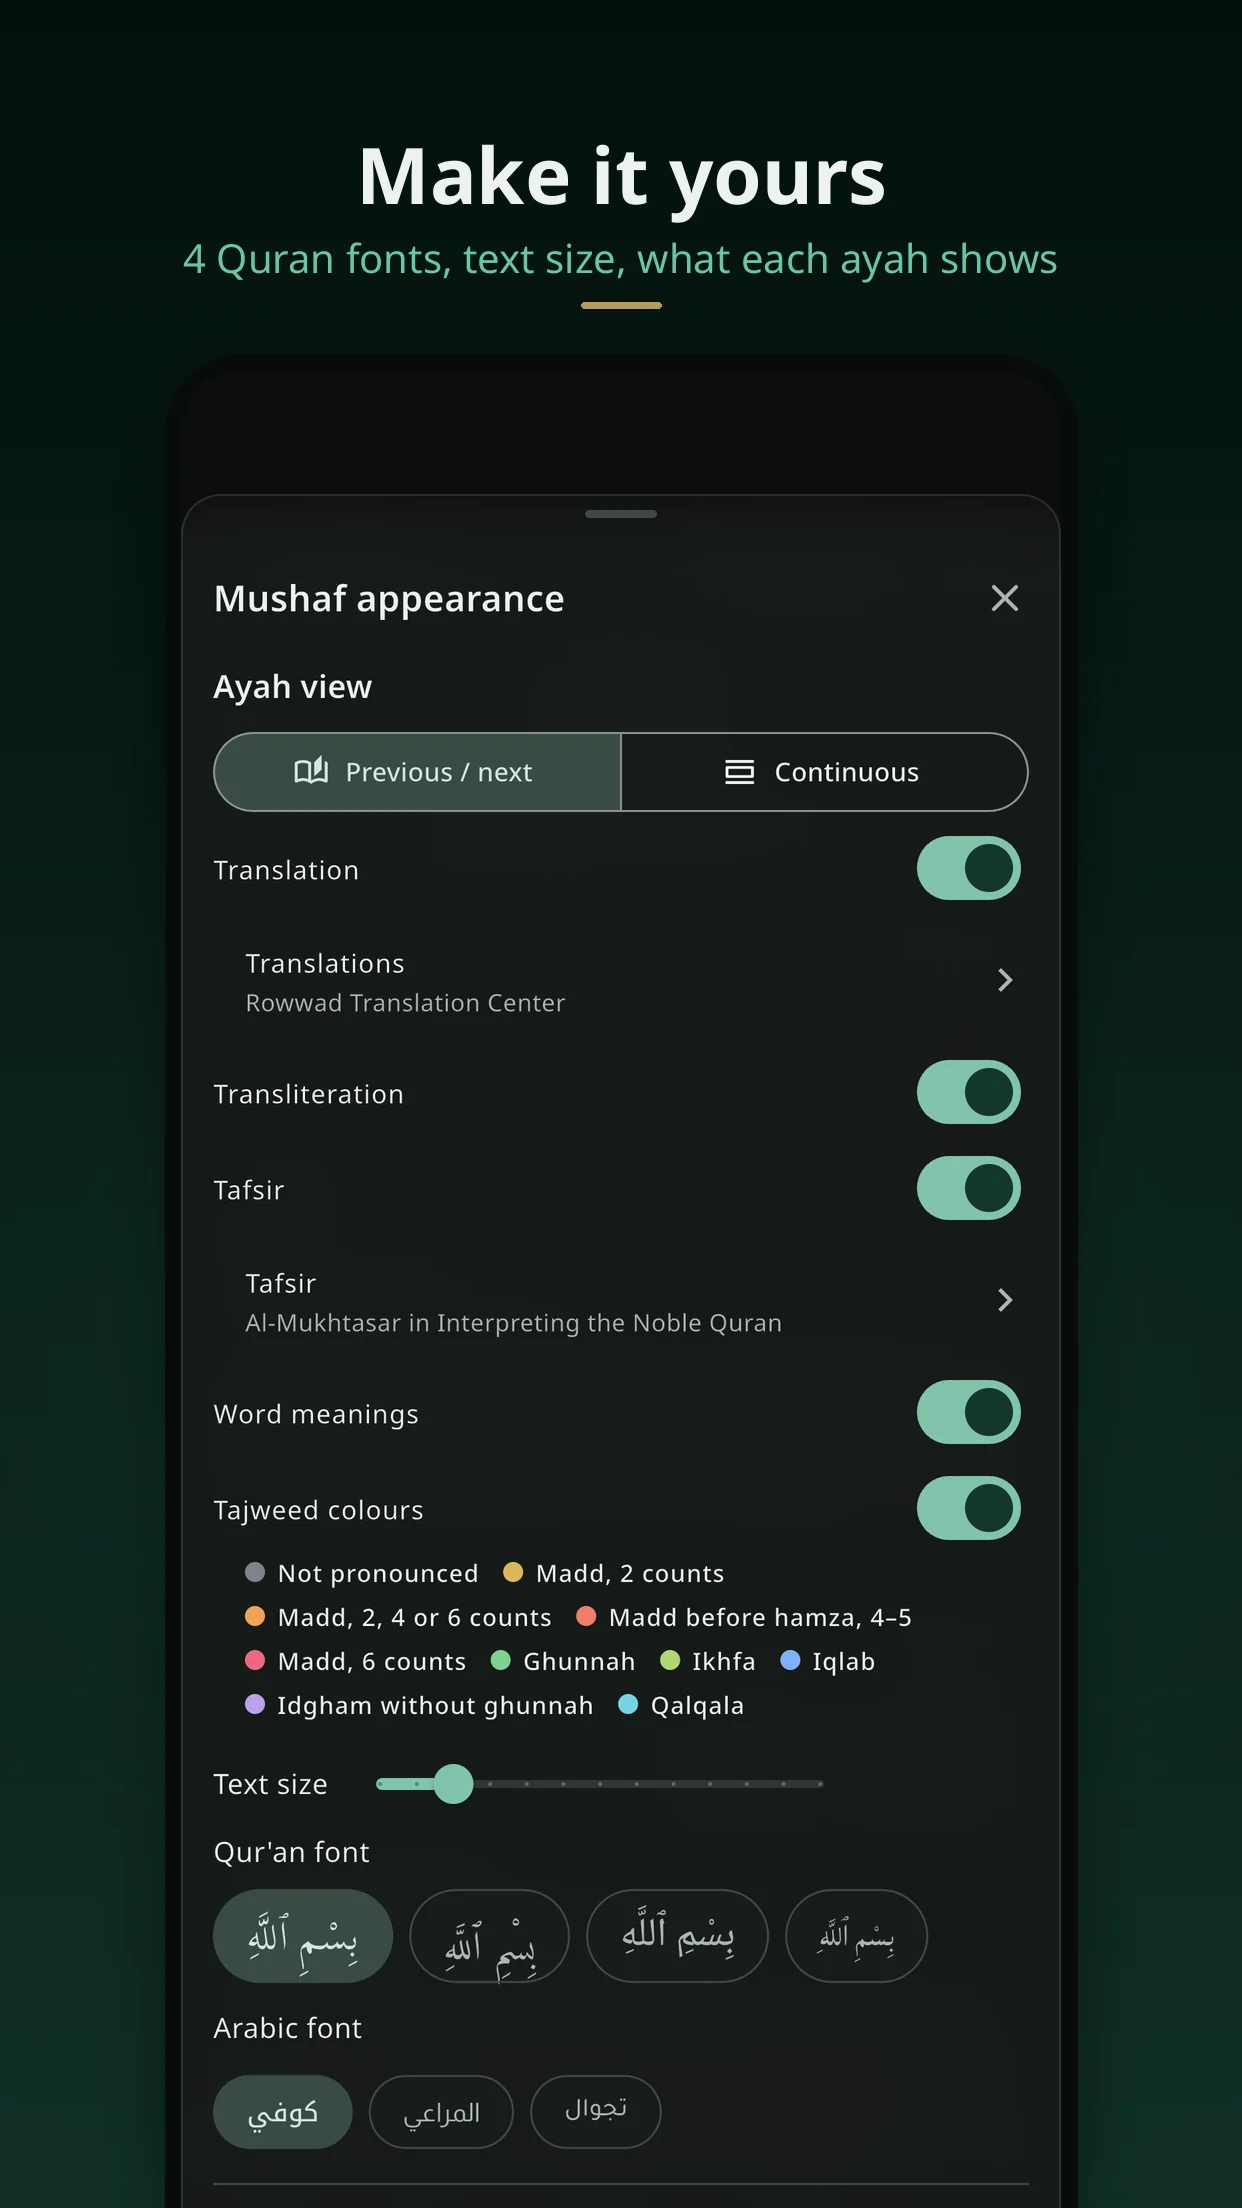 Make it yours
4 Quran fonts, text size, what each ayah shows
Mushaf appearance
Ayah view
Previous / next
Continuous
Translation
Translations
Rowwad Translation Center
Transliteration
Tafsir
Tafsir
Al-Mukhtasar in Interpreting the Noble Quran
Word meanings
Tajweed colours
Not pronounced Madd, 2 counts
Madd, 2, 4 or 6 counts Madd before hamza, 4–5
Madd, 6 counts Ghunnah Ikhfa Iqlab
Idgham without ghunnah Qalqala
Text size
Qur'an font
بِسْمِ ٱللَّهِ بِسْمِ ٱللَّهِ بِسْمِ ٱللَّهِ بِسْمِ ٱللَّهِ
Arabic font
كوفي المراعي تجوال